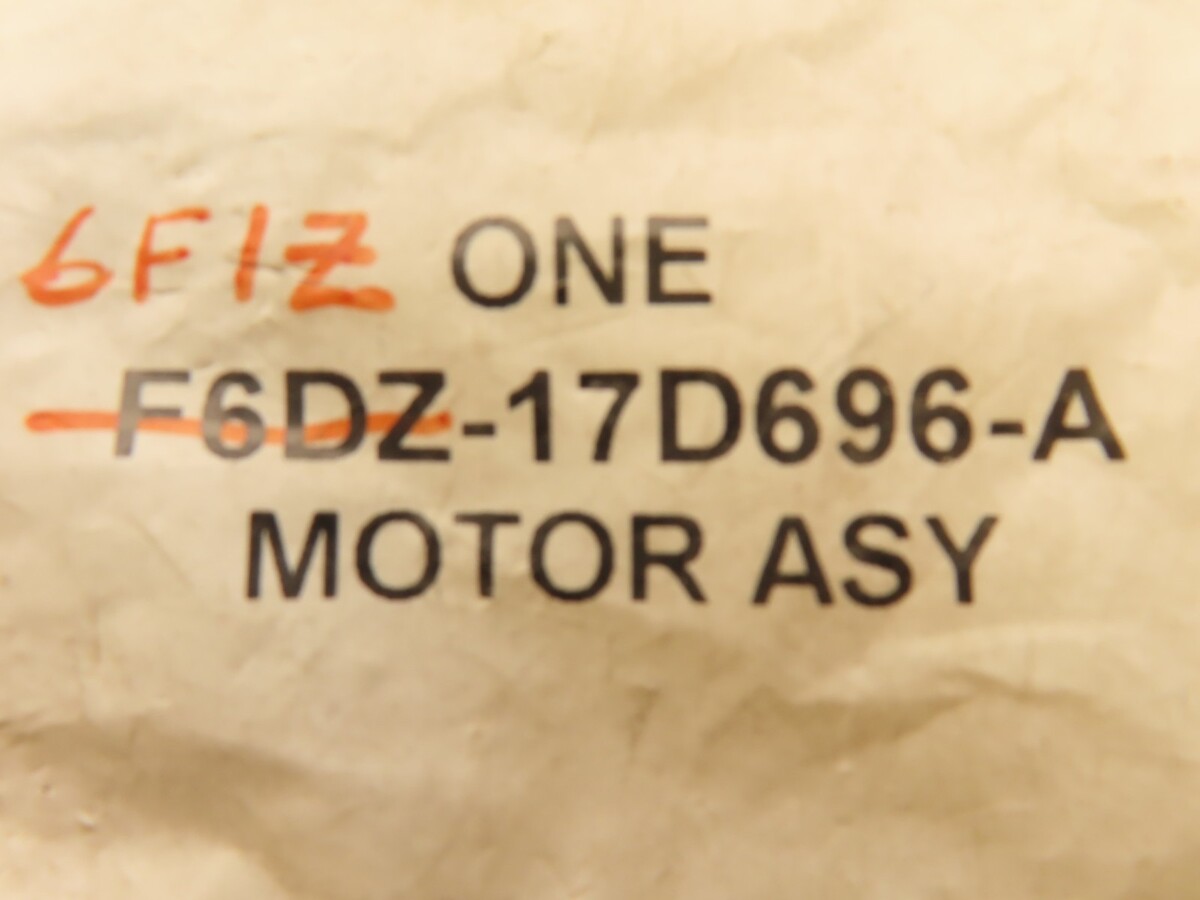 6F1Z ONE
F6DZ-17D696-A
MOTOR ASY